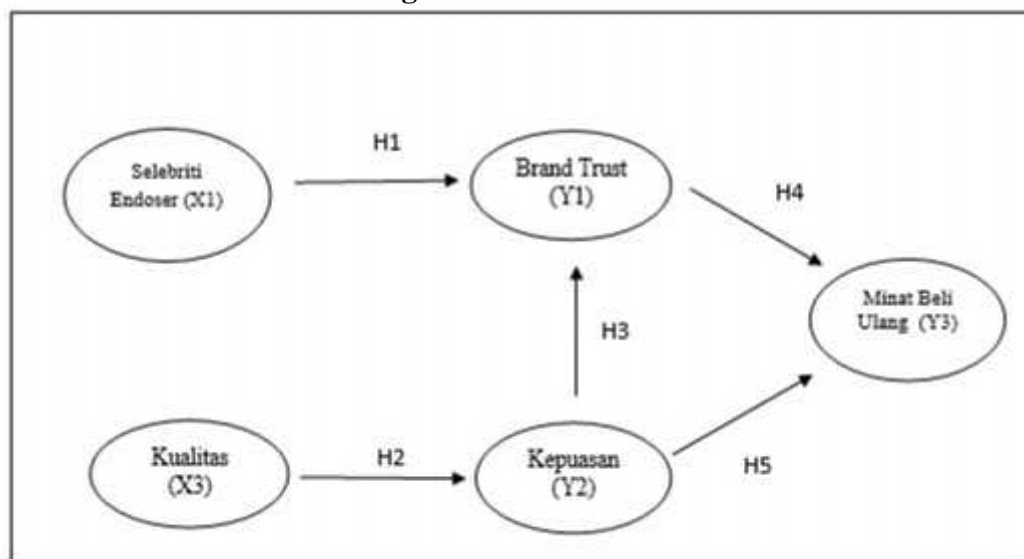 H1
Selebriti
Endoser (X1)
Brand Trust
(Y1)
H4
Minat Beli
Ulang (Y3)
H3
Kualitas
(X3)
H2
Kepuasan
(Y2)
H5